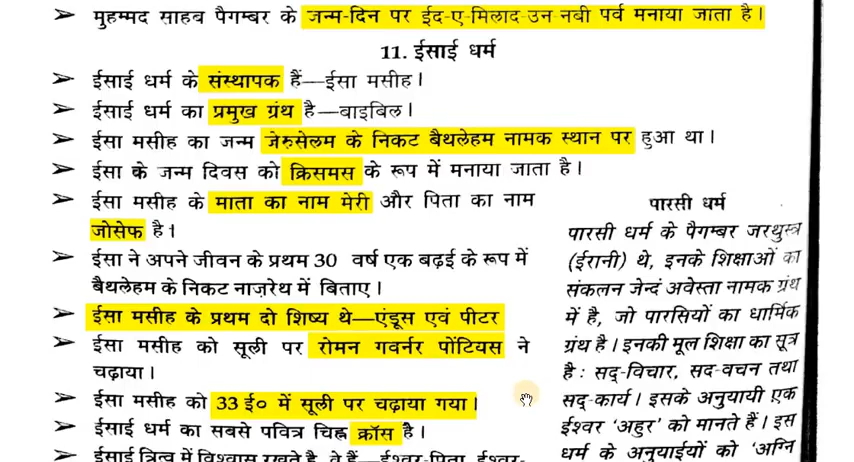 ➢ मुहम्मद साहब पैगम्बर के जन्म-दिन पर ईद-ए-मिलाद-उन-नबी पर्व मनाया जाता है।
11. ईसाई धर्म
➢ ईसाई धर्म के संस्थापक हैं—ईसा मसीह।
➢ ईसाई धर्म का प्रमुख ग्रंथ है—बाइबिल।
➢ ईसा मसीह का जन्म जेरुसेलम के निकट बैथलेहम नामक स्थान पर हुआ था।
➢ ईसा के जन्म दिवस को क्रिसमस के रूप में मनाया जाता है।
➢ ईसा मसीह के माता का नाम मेरी और पिता का नाम
जोसेफ है।
➢ ईसा ने अपने जीवन के प्रथम 30 वर्ष एक बढ़ई के रूप में
बैथलेहम के निकट नाज़रेथ में बिताए।
➢ ईसा मसीह के प्रथम दो शिष्य थे—एंडूस एवं पीटर
➢ ईसा मसीह को सूली पर रोमन गवर्नर पोंटियस ने
चढ़ाया।
➢ ईसा मसीह को 33 ई० में सूली पर चढ़ाया गया।
➢ ईसाई धर्म का सबसे पवित्र चिह्न क्रॉस है।
➢ ईसाई त्रित्व में विश्वास रखते है, वे हैं—ईश्वर-पिता, ईश्वर-
पारसी धर्म
पारसी धर्म के पैगम्बर जरथुस्त्र
(ईरानी) थे, इनके शिक्षाओं का
संकलन जेन्दं अवेस्ता नामक ग्रंथ
में है, जो पारसियों का धार्मिक
ग्रंथ है। इनकी मूल शिक्षा का सूत्र
है : सद्-विचार, सद-वचन तथा
सद्-कार्य। इसके अनुयायी एक
ईश्वर 'अहुर' को मानते हैं। इस
धर्म के अनुयाईयों को 'अग्नि